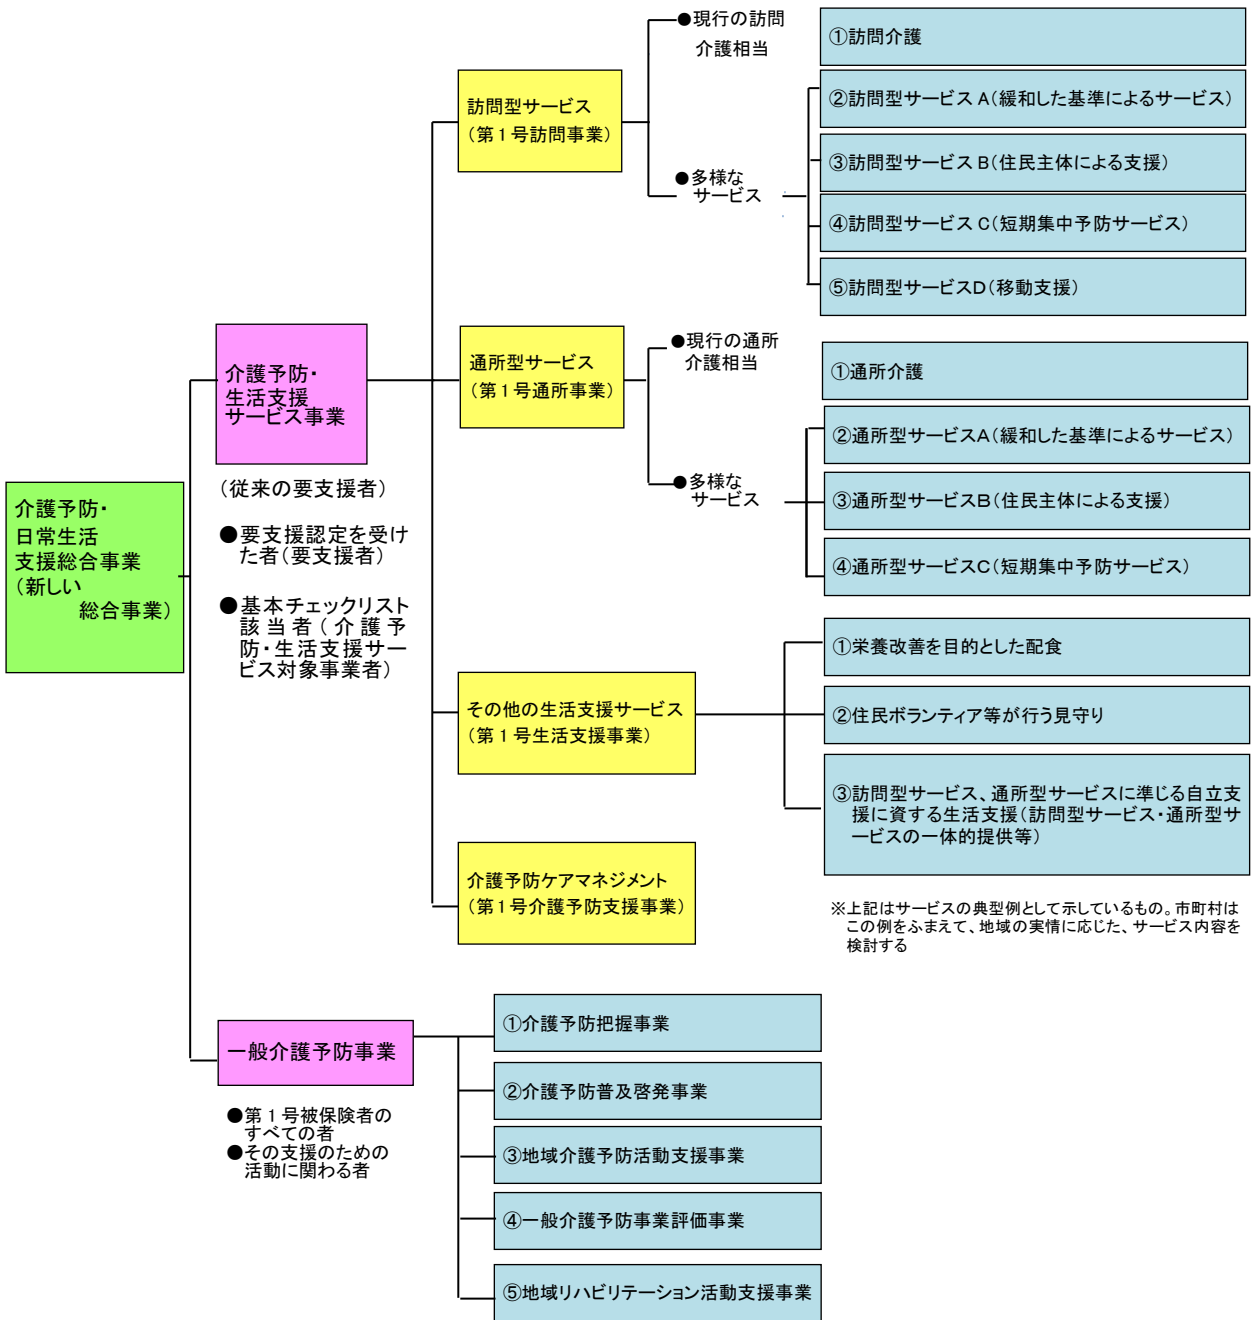 介護予防・
日常生活
支援総合事業
（新しい
総合事業）
介護予防・
生活支援
サービス事業
（従来の要支援者）
●要支援認定を受け
た者（要支援者）
●基本チェックリスト
該当者（介護予
防・生活支援サー
ビス対象事業者）
訪問型サービス
（第１号訪問事業）
●現行の訪問
介護相当
①訪問介護
●多様な
サービス
②訪問型サービス A（緩和した基準によるサービス）
③訪問型サービス B（住民主体による支援）
④訪問型サービス C（短期集中予防サービス）
⑤訪問型サービスＤ（移動支援）
通所型サービス
（第１号通所事業）
●現行の通所
介護相当
①通所介護
●多様な
サービス
②通所型サービスＡ（緩和した基準によるサービス）
③通所型サービスＢ（住民主体による支援）
④通所型サービスＣ（短期集中予防サービス）
その他の生活支援サービス
（第１号生活支援事業）
①栄養改善を目的とした配食
②住民ボランティア等が行う見守り
③訪問型サービス、通所型サービスに準じる自立支
援に資する生活支援（訪問型サービス・通所型サ
ービスの一体的提供等）
介護予防ケアマネジメント
（第１号介護予防支援事業）
※上記はサービスの典型例として示しているもの。市町村は
この例をふまえて、地域の実情に応じた、サービス内容を
検討する
一般介護予防事業
●第１号被保険者の
すべての者
●その支援のための
活動に関わる者
①介護予防把握事業
②介護予防普及啓発事業
③地域介護予防活動支援事業
④一般介護予防事業評価事業
⑤地域リハビリテーション活動支援事業